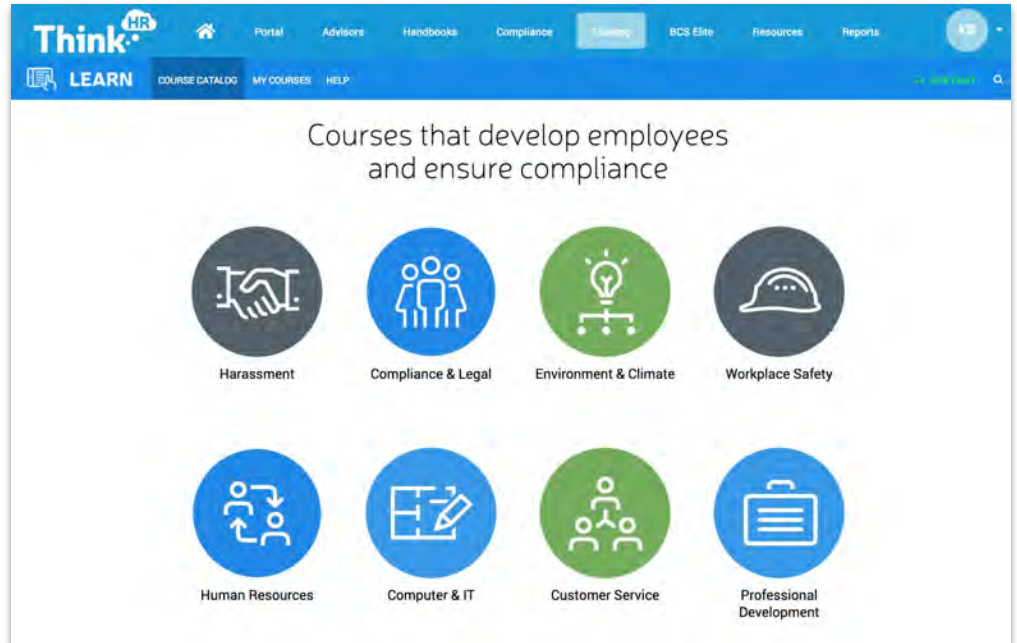 Think HR
Portal Advisors Handbooks Compliance Training BCS Elite Resources Reports
LEARN COURSE CATALOG MY COURSES HELP
Courses that develop employees
and ensure compliance
Harassment Compliance & Legal Environment & Climate Workplace Safety
Human Resources Computer & IT Customer Service Professional
Development